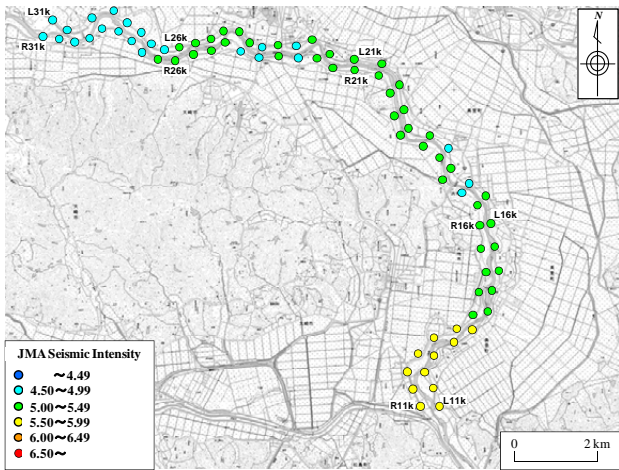 L31k
R31k
L26k
R26k
L21k
R21k
N
L16k
R16k
R11k
L11k
JMA Seismic Intensity
～4.49
4.50～4.99
5.00～5.49
5.50～5.99
6.00～6.49
6.50～
0 2 km